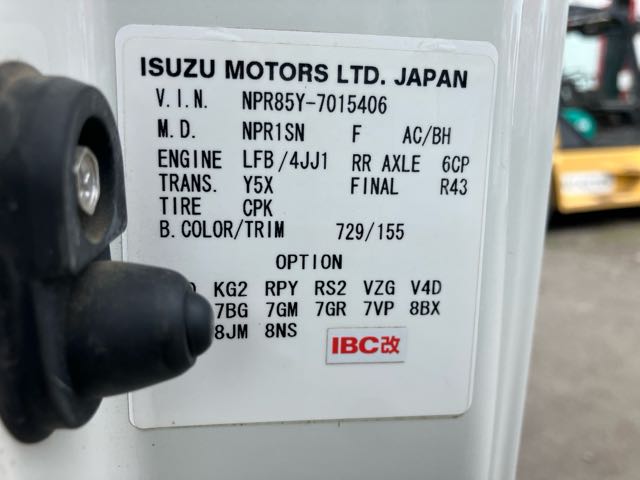 ISUZU MOTORS LTD. JAPAN
V.I.N. NPR85Y-7015406
M.D. NPR1SN F AC/BH
ENGINE LFB/4JJ1 RR AXLE 6CP
TRANS. Y5X FINAL R43
TIRE CPK
B.COLOR/TRIM 729/155
OPTION
KG2 RPY RS2 VZG V4D
7BG 7GM 7GR 7VP 8BX
8JM 8NS
IBC改